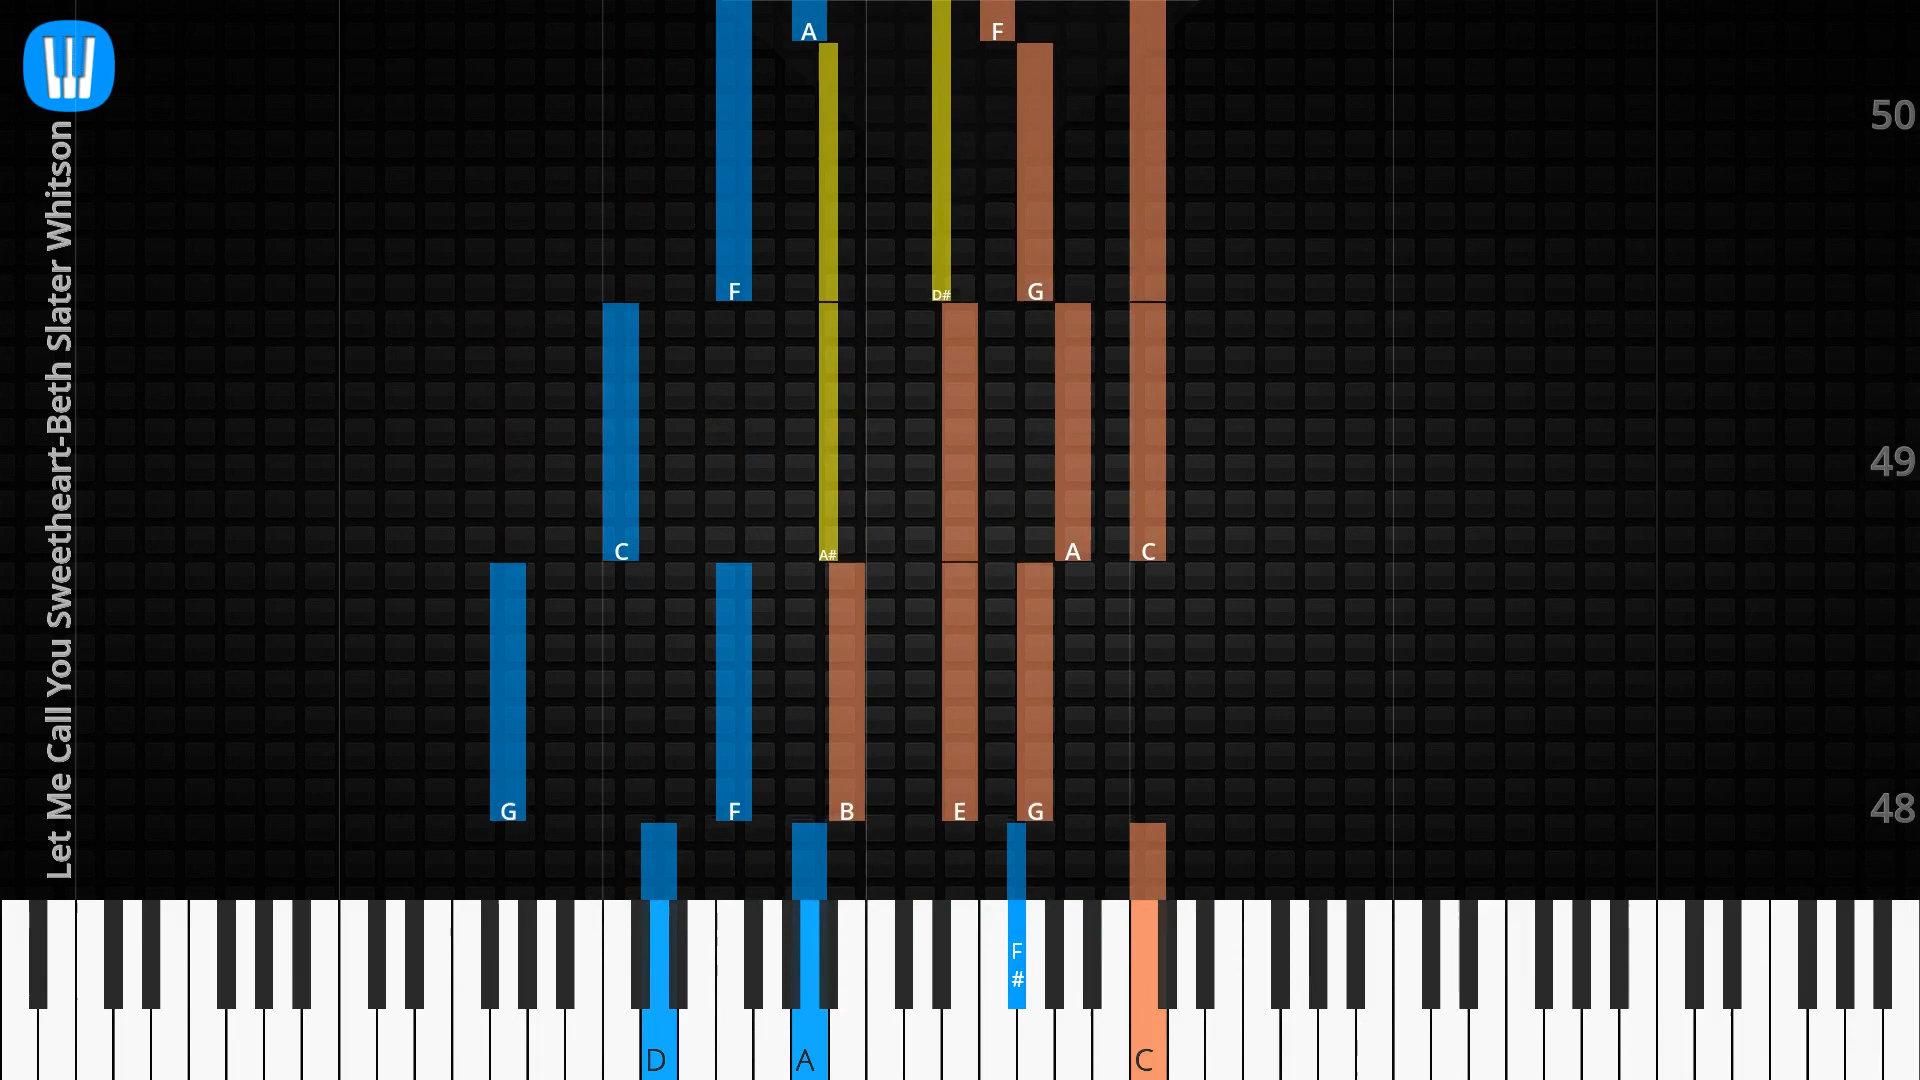 Let Me Call You Sweetheart-Beth Slater Whitson
A F
50
F D# G
49
C A# A C
48
G F B E G
F
#
D A C